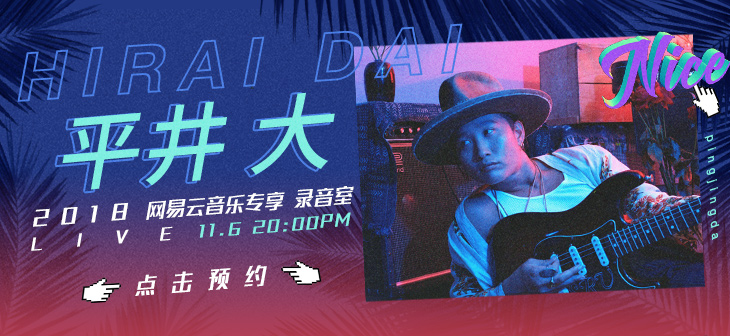 HIRAI DAI
平井 大
2018 网易云音乐专享 录音室
LIVE 11.6 20:00PM
点击预约
Nice
pingjingda